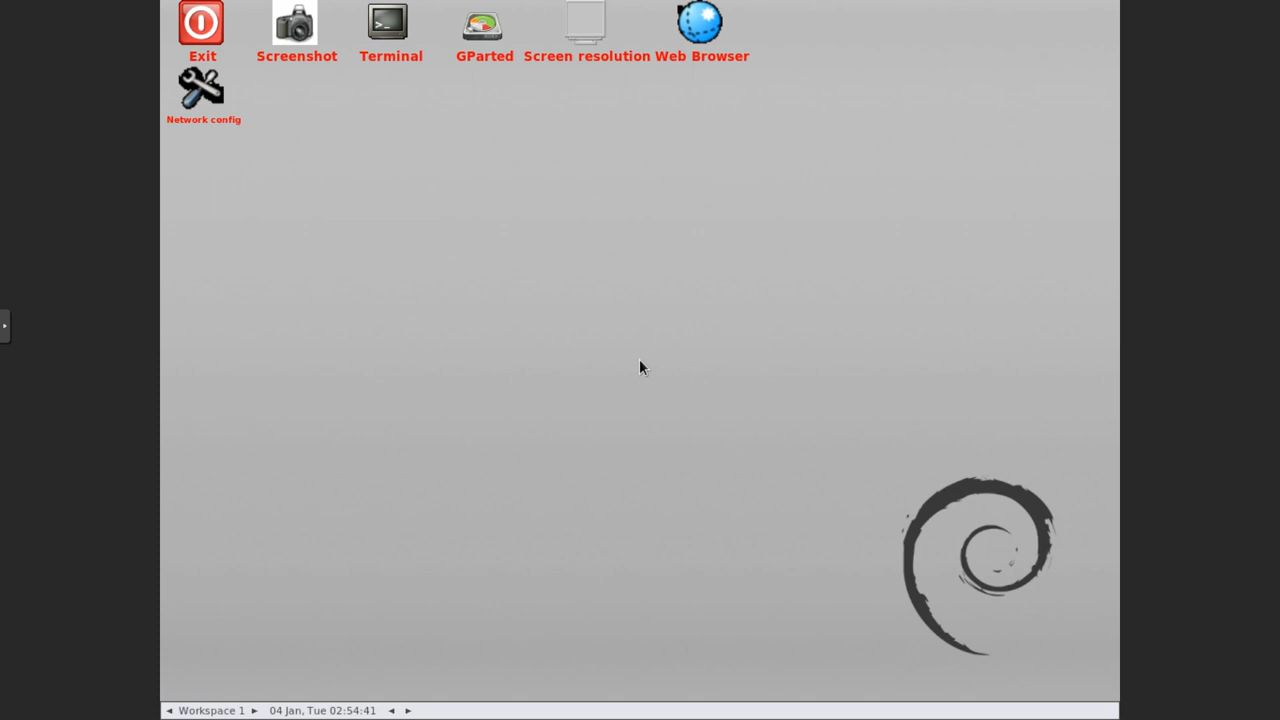 Exit Screenshot Terminal GParted Screen resolution Web Browser
Network config
Workspace 1 04 Jan, Tue 02:54:41